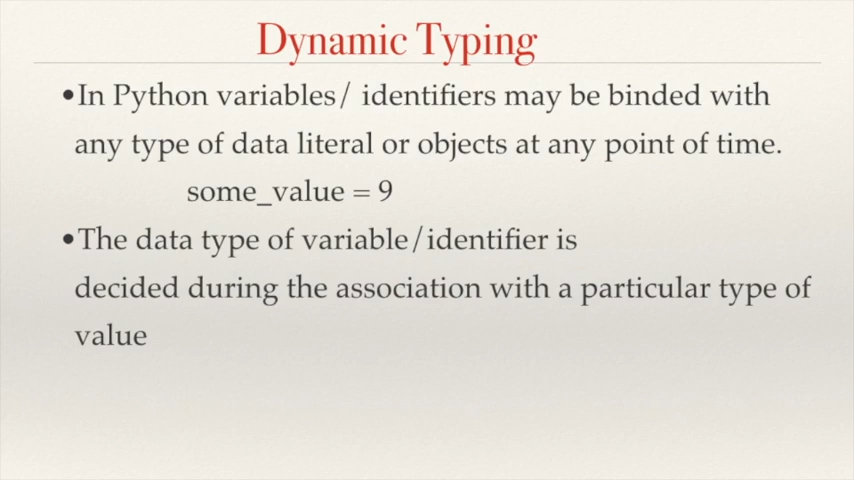 Dynamic Typing
•In Python variables/ identifiers may be binded with
any type of data literal or objects at any point of time.
some_value = 9
•The data type of variable/identifier is
decided during the association with a particular type of
value